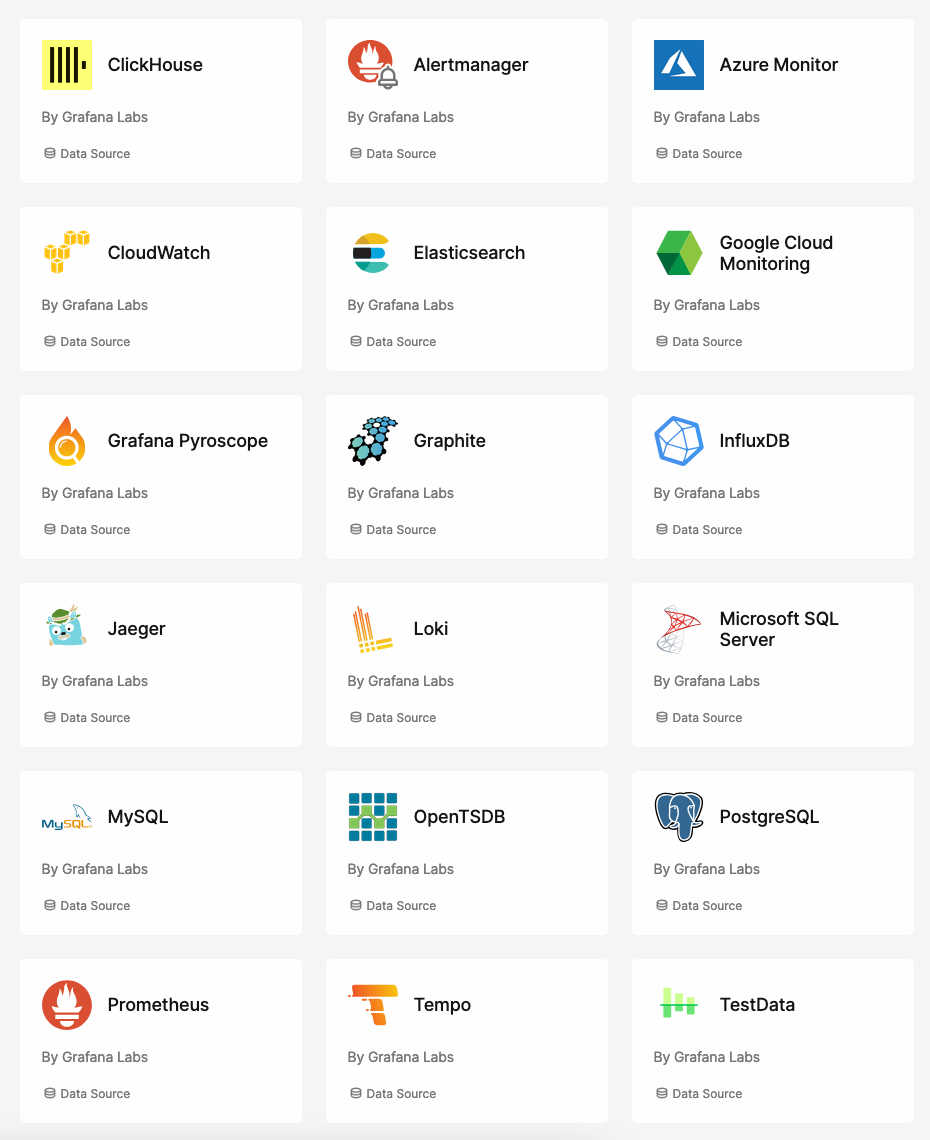 ClickHouse
By Grafana Labs
Data Source
Alertmanager
By Grafana Labs
Data Source
Azure Monitor
By Grafana Labs
Data Source
CloudWatch
By Grafana Labs
Data Source
Elasticsearch
By Grafana Labs
Data Source
Google Cloud
Monitoring
By Grafana Labs
Data Source
Grafana Pyroscope
By Grafana Labs
Data Source
Graphite
By Grafana Labs
Data Source
InfluxDB
By Grafana Labs
Data Source
Jaeger
By Grafana Labs
Data Source
Loki
By Grafana Labs
Data Source
Microsoft SQL
Server
By Grafana Labs
Data Source
MySQL
MySQL
By Grafana Labs
Data Source
OpenTSDB
By Grafana Labs
Data Source
PostgreSQL
By Grafana Labs
Data Source
Prometheus
By Grafana Labs
Data Source
Tempo
By Grafana Labs
Data Source
TestData
By Grafana Labs
Data Source